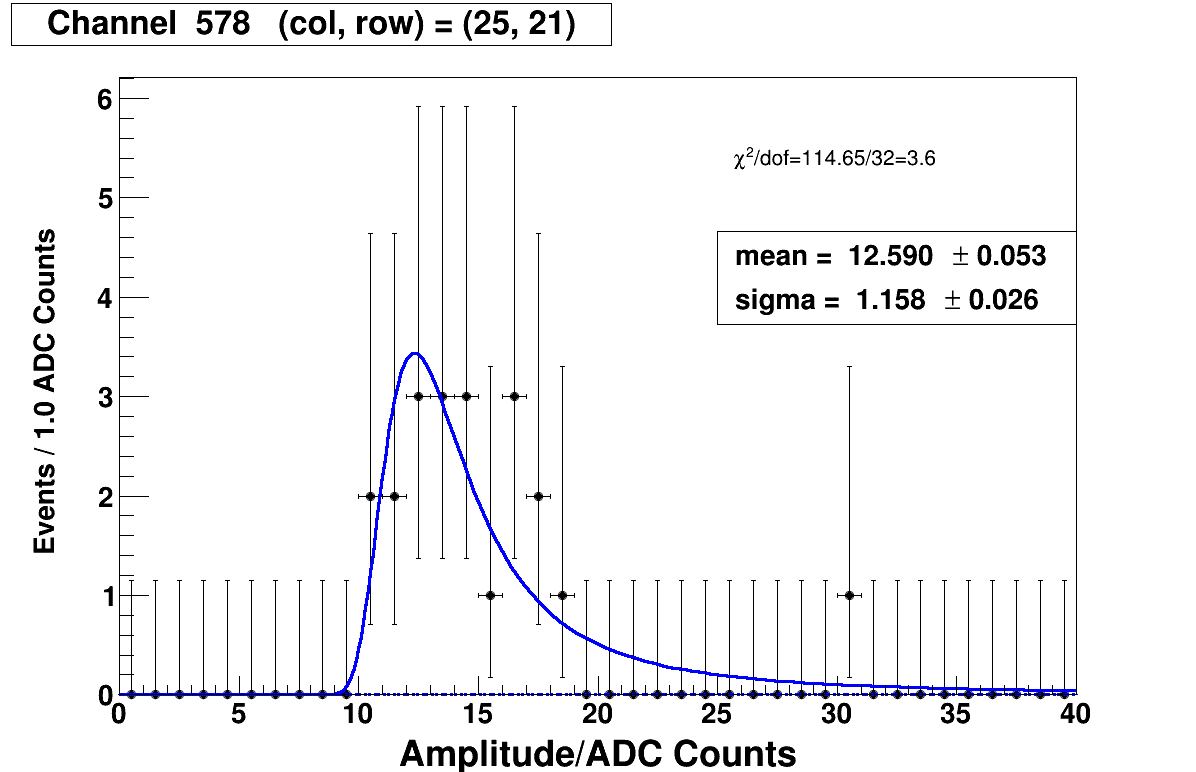 Channel 578 (col, row) = (25, 21)
6
χ²/dof=114.65/32=3.6
5
mean = 12.590 ± 0.053
sigma = 1.158 ± 0.026
4
3
2
1
0
Events / 1.0 ADC Counts
0 5 10 15 20 25 30 35 40
Amplitude/ADC Counts